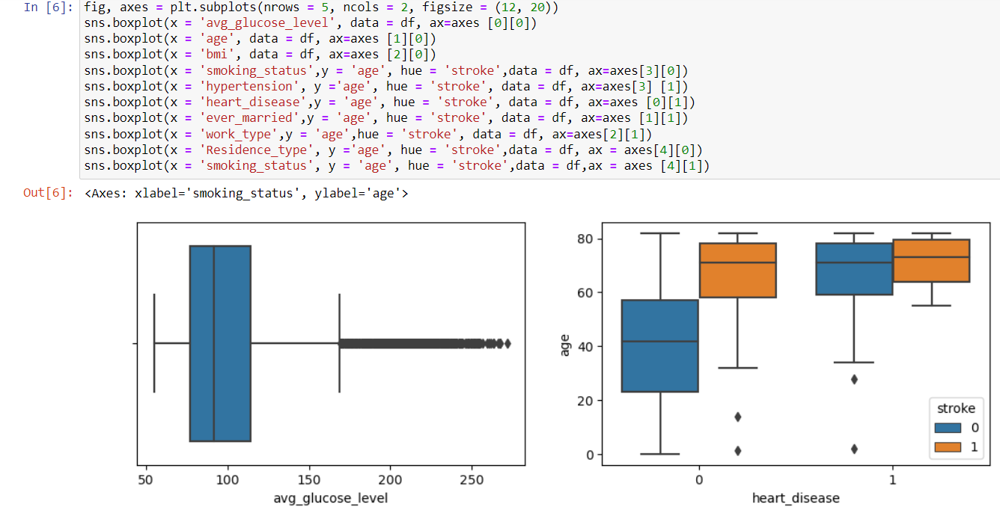 In [6]: fig, axes = plt.subplots(nrows = 5, ncols = 2, figsize = (12, 20))
sns.boxplot(x = 'avg_glucose_level', data = df, ax=axes [0][0])
sns.boxplot(x = 'age', data = df, ax=axes [1][0])
sns.boxplot(x = 'bmi', data = df, ax=axes [2][0])
sns.boxplot(x = 'smoking_status',y = 'age', hue = 'stroke',data = df, ax=axes[3][0])
sns.boxplot(x = 'hypertension', y ='age', hue = 'stroke', data = df, ax=axes[3] [1])
sns.boxplot(x = 'heart_disease',y = 'age', hue = 'stroke', data = df, ax=axes [0][1])
sns.boxplot(x = 'ever_married',y = 'age', hue = 'stroke', data = df, ax=axes [1][1])
sns.boxplot(x = 'work_type',y = 'age',hue = 'stroke', data = df, ax=axes[2][1])
sns.boxplot(x = 'Residence_type', y ='age', hue = 'stroke',data = df, ax = axes[4][0])
sns.boxplot(x = 'smoking_status', y = 'age', hue = 'stroke',data = df,ax = axes [4][1])
Out[6]: <Axes: xlabel='smoking_status', ylabel='age'>
50 100 150 200 250
avg_glucose_level
age
80
60
40
20
0
stroke
0
1
0 1
heart_disease